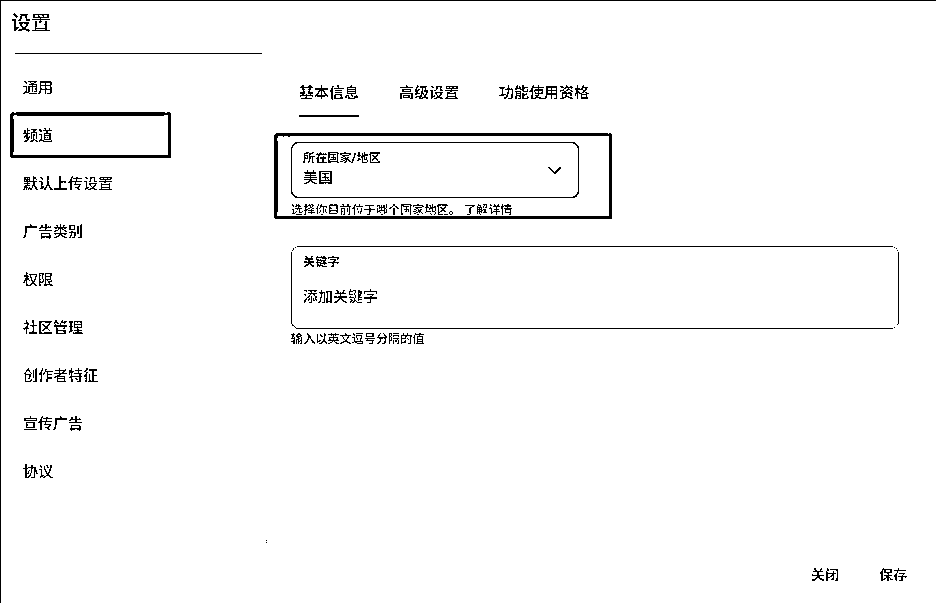 设置
通用
频道
默认上传设置
广告类别
权限
社区管理
创作者特征
宣传广告
协议
基本信息 高级设置 功能使用资格
所在国家/地区
美国
选择你目前位于哪个国家地区。 了解详情
关键字
添加关键字
输入以英文逗号分隔的值
关闭 保存